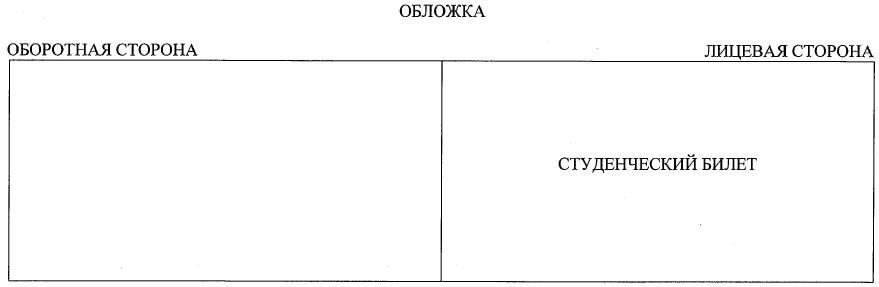 ОБЛОЖКА
ОБОРОТНАЯ СТОРОНА
ЛИЦЕВАЯ СТОРОНА
СТУДЕНЧЕСКИЙ БИЛЕТ